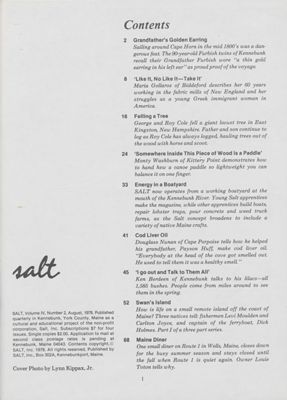 Contents
2 Grandfather's Golden Earring
Sailing around Cape Horn in the mid 1800's was a dan-
gerous feat. The 90-year-old Furbish twins of Kennebunk
recall their Grandfather Furbish wore "a thin gold
earring in his left ear" as proud proof of the voyage.
8 'Like It, No Like It—Take It'
Maria Gollarza of Biddeford describes her 60 years
working in the fabric mills of New England and her
struggles as a young Greek immigrant woman in
America.
16 Felling a Tree
George and Roy Cole fell a giant locust tree in East
Kingston, New Hampshire. Father and son continue to
log as Roy Cole has always logged, hauling trees out of
the wood with horse and scoot.
24 'Somewhere Inside This Piece of Wood Is a Paddle'
Monty Washburn of Kittery Point demonstrates how
to hand hew a canoe paddle so lightweight you can
balance it on one finger.
33 Energy in a Boatyard
SALT now operates from a working boatyard at the
mouth of the Kennebunk River. Young Salt apprentices
make the magazine, while other apprentices build boats,
repair lobster traps, pour concrete and weed truck
farms, as the Salt concept broadens to include a
variety of native Maine crafts.
41 Cod Liver Oil
Douglass Nunan of Cape Porpoise tells how he helped
his grandfather, Payson Huff, make cod liver oil.
"Everybody at the head of the cove got smelled out.
He used to tell them it was a healthy smell."
45 'I go out and Talk to Them All'
Ken Berdeen of Kennebunk talks to his lilacs—all
1,585 bushes. People come from miles around to see
them in the spring.
52 Swan's Island
How is life on a small remote island off the coast of
Maine? Three natives tell: fishermen Levi Moulden and
Carlton Joyce, and captain of the ferryboat, Dick
Holmes. Part 1 of a three part series.
68 Maine Diner
One small diner on Route 1 in Wells, Maine, closes down
for the busy summer season and stays closed until
the fall when Route 1 is quiet again. Owner Louie
Toton tells why.
salt
SALT, Volume IV, Number 2, August, 1978. Published
quarterly in Kennebunk, York County, Maine as a
cultural and educational project of the non-profit
corporation, Salt, Inc. Subscriptions $7 for four
issues. Single copies $2.00. Application to mail at
second class postage rates is pending at
Kennebunk, Maine 04043. Contents copyright,©
SALT, Inc. 1978. All rights reserved. Published by
SALT, Inc., Box 302A, Kennebunkport, Maine.
Cover Photo by Lynn Kippax, Jr.
1